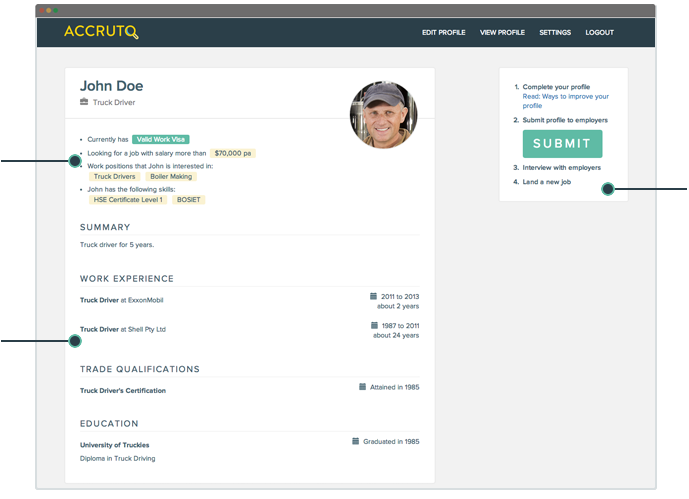 ACCRUTO
EDIT PROFILE VIEW PROFILE SETTINGS LOGOUT
John Doe
Truck Driver
Currently has Valid Work Visa
Looking for a job with salary more than $70,000 pa
Work positions that John is interested in:
Truck Drivers Boiler Making
John has the following skills:
HSE Certificate Level 1 BOSIET
SUMMARY
Truck driver for 5 years.
WORK EXPERIENCE
Truck Driver at ExxonMobil 2011 to 2013
about 2 years
Truck Driver at Shell Pty Ltd 1987 to 2011
about 24 years
TRADE QUALIFICATIONS
Truck Driver's Certification Attained in 1985
EDUCATION
University of Truckies Graduated in 1985
Diploma in Truck Driving
1. Complete your profile
Read: Ways to improve your
profile
2. Submit profile to employers
SUBMIT
3. Interview with employers
4. Land a new job